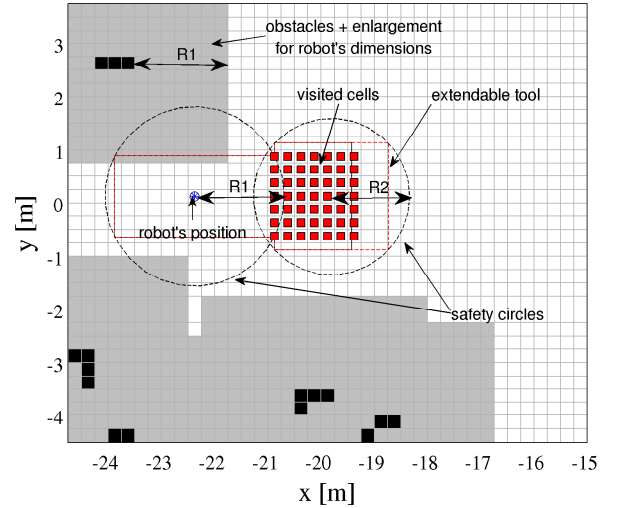 obstacles + enlargement
for robot's dimensions
R1
visited cells
extendable tool
R1
R2
robot's position
safety circles
y [m]
3
2
1
0
-1
-2
-3
-4
-24 -23 -22 -21 -20 -19 -18 -17 -16 -15
x [m]